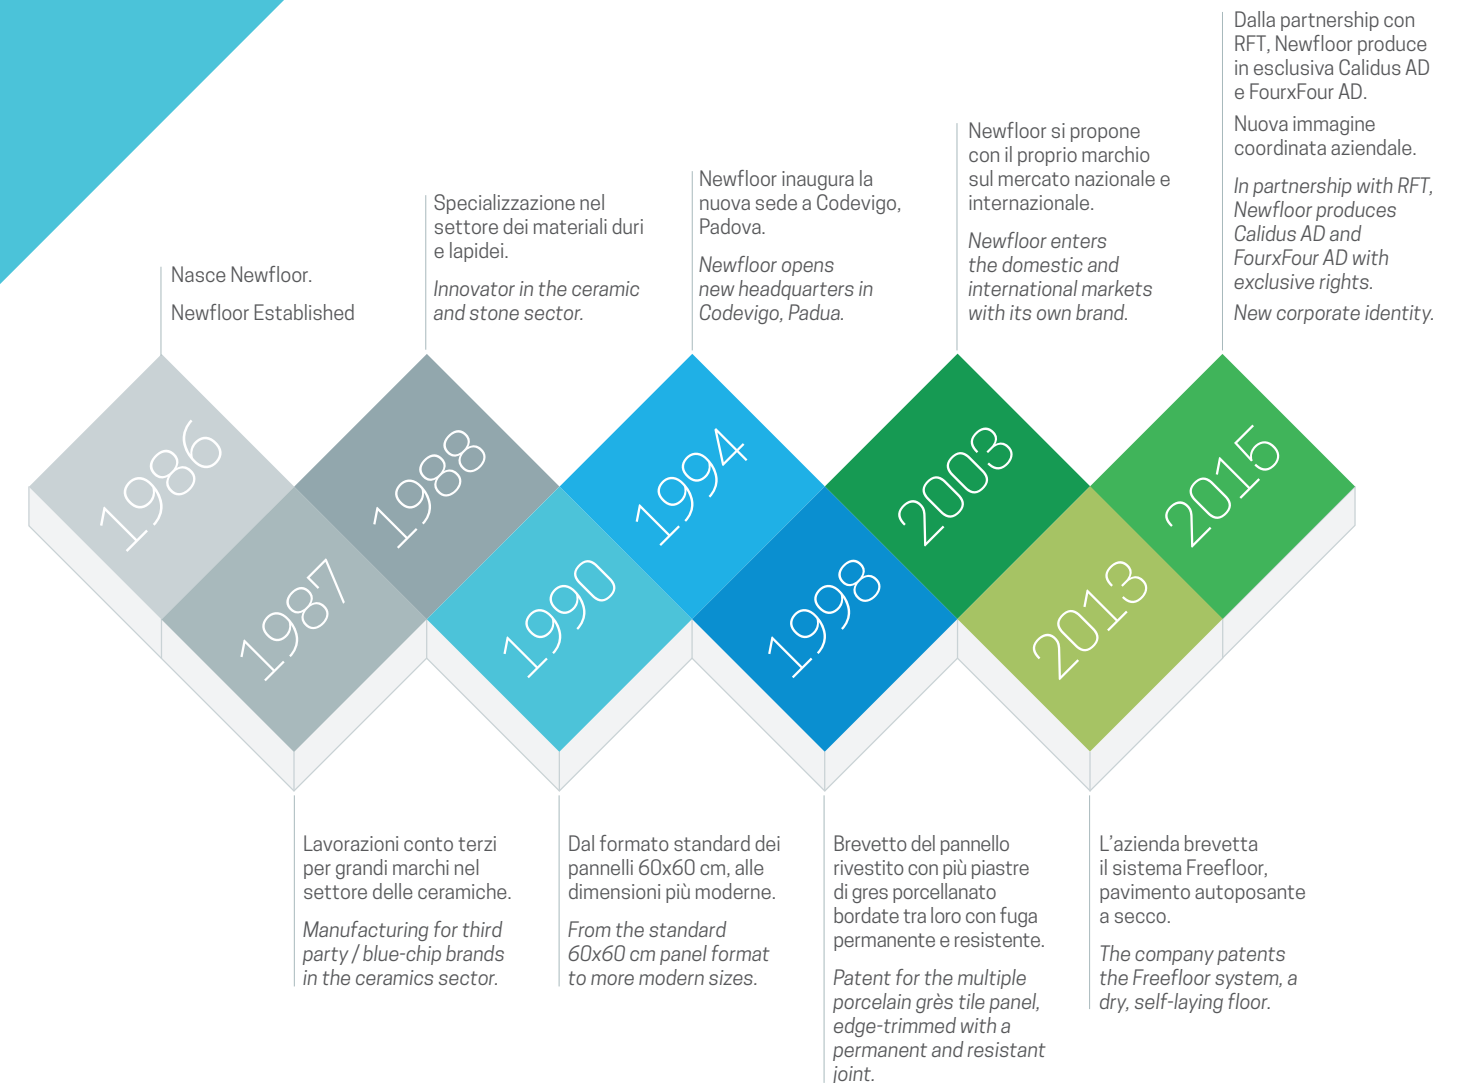 Nasce Newfloor.
Newfloor Established
1986
Lavorazioni conto terzi
per grandi marchi nel
settore delle ceramiche.
Manufacturing for third
party / blue-chip brands
in the ceramics sector.
1987
Specializzazione nel
settore dei materiali duri
e lapidei.
Innovator in the ceramic
and stone sector.
1988
Dal formato standard dei
pannelli 60x60 cm, alle
dimensioni più moderne.
From the standard
60x60 cm panel format
to more modern sizes.
1990
Newfloor inaugura la
nuova sede a Codevigo,
Padova.
Newfloor opens
new headquarters in
Codevigo, Padua.
1994
Brevetto del pannello
rivestito con più piastre
di gres porcellanato
bordate tra loro con fuga
permanente e resistente.
Patent for the multiple
porcelain grès tile panel,
edge-trimmed with a
permanent and resistant
joint.
1998
Newfloor si propone
con il proprio marchio
sul mercato nazionale e
internazionale.
Newfloor enters
the domestic and
international markets
with its own brand.
2003
L’azienda brevetta
il sistema Freefloor,
pavimento autoposante
a secco.
The company patents
the Freefloor system, a
dry, self-laying floor.
2013
Dalla partnership con
RFT, Newfloor produce
in esclusiva Calidus AD
e FourxFour AD.
Nuova immagine
coordinata aziendale.
In partnership with RFT,
Newfloor produces
Calidus AD and
FourxFour AD with
exclusive rights.
New corporate identity.
2015